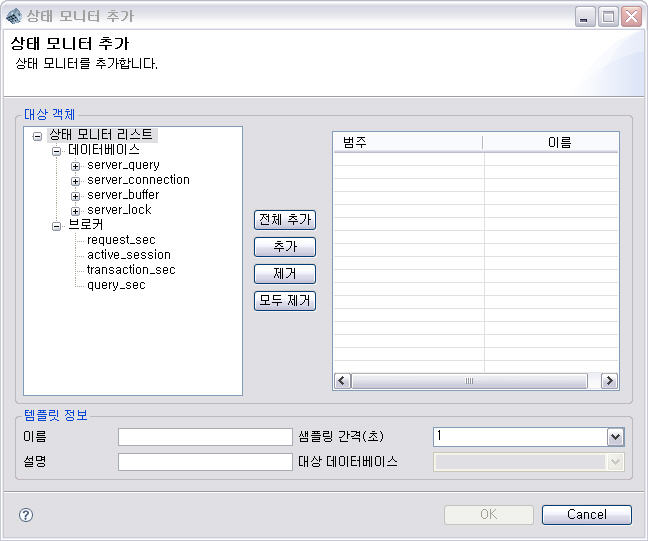 상태 모니터 추가
상태 모니터 추가
상태 모니터를 추가합니다.
대상 객체
상태 모니터 리스트
데이터베이스
server_query
server_connection
server_buffer
server_lock
브로커
request_sec
active_session
transaction_sec
query_sec
전체 추가
추가
제거
모두 제거
범주 이름
템플릿 정보
이름 샘플링 간격(초) 1
설명 대상 데이터베이스
OK Cancel